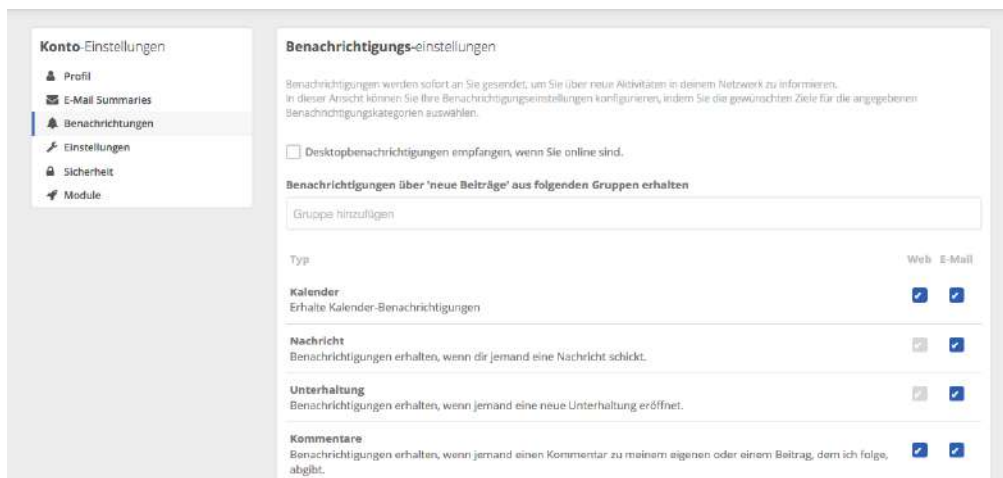 Konto-Einstellungen
Profil
E-Mail Summaries
Benachrichtungen
Einstellungen
Sicherheit
Module
Benachrichtigungs-einstellungen
Benachrichtigungen werden sofort an Sie gesendet, um Sie über neue Aktivitäten in deinem Netzwerk zu informieren.
In dieser Ansicht können Sie Ihre Benachrichtigungseinstellungen konfigurieren, indem Sie die gewünschten Ziele für die angegebenen
Benachrichtigungskategorien auswählen.
Desktopbenachrichtigungen empfangen, wenn Sie online sind.
Benachrichtigungen über 'neue Beiträge' aus folgenden Gruppen erhalten
Gruppe hinzufügen
Typ Web E-Mail
Kalender
Erhalte Kalender-Benachrichtigungen
Nachricht
Benachrichtigungen erhalten, wenn dir jemand eine Nachricht schickt.
Unterhaltung
Benachrichtigungen erhalten, wenn jemand eine neue Unterhaltung eröffnet.
Kommentare
Benachrichtigungen erhalten, wenn jemand einen Kommentar zu meinem eigenen oder einem Beitrag, dem ich folge,
abgibt.